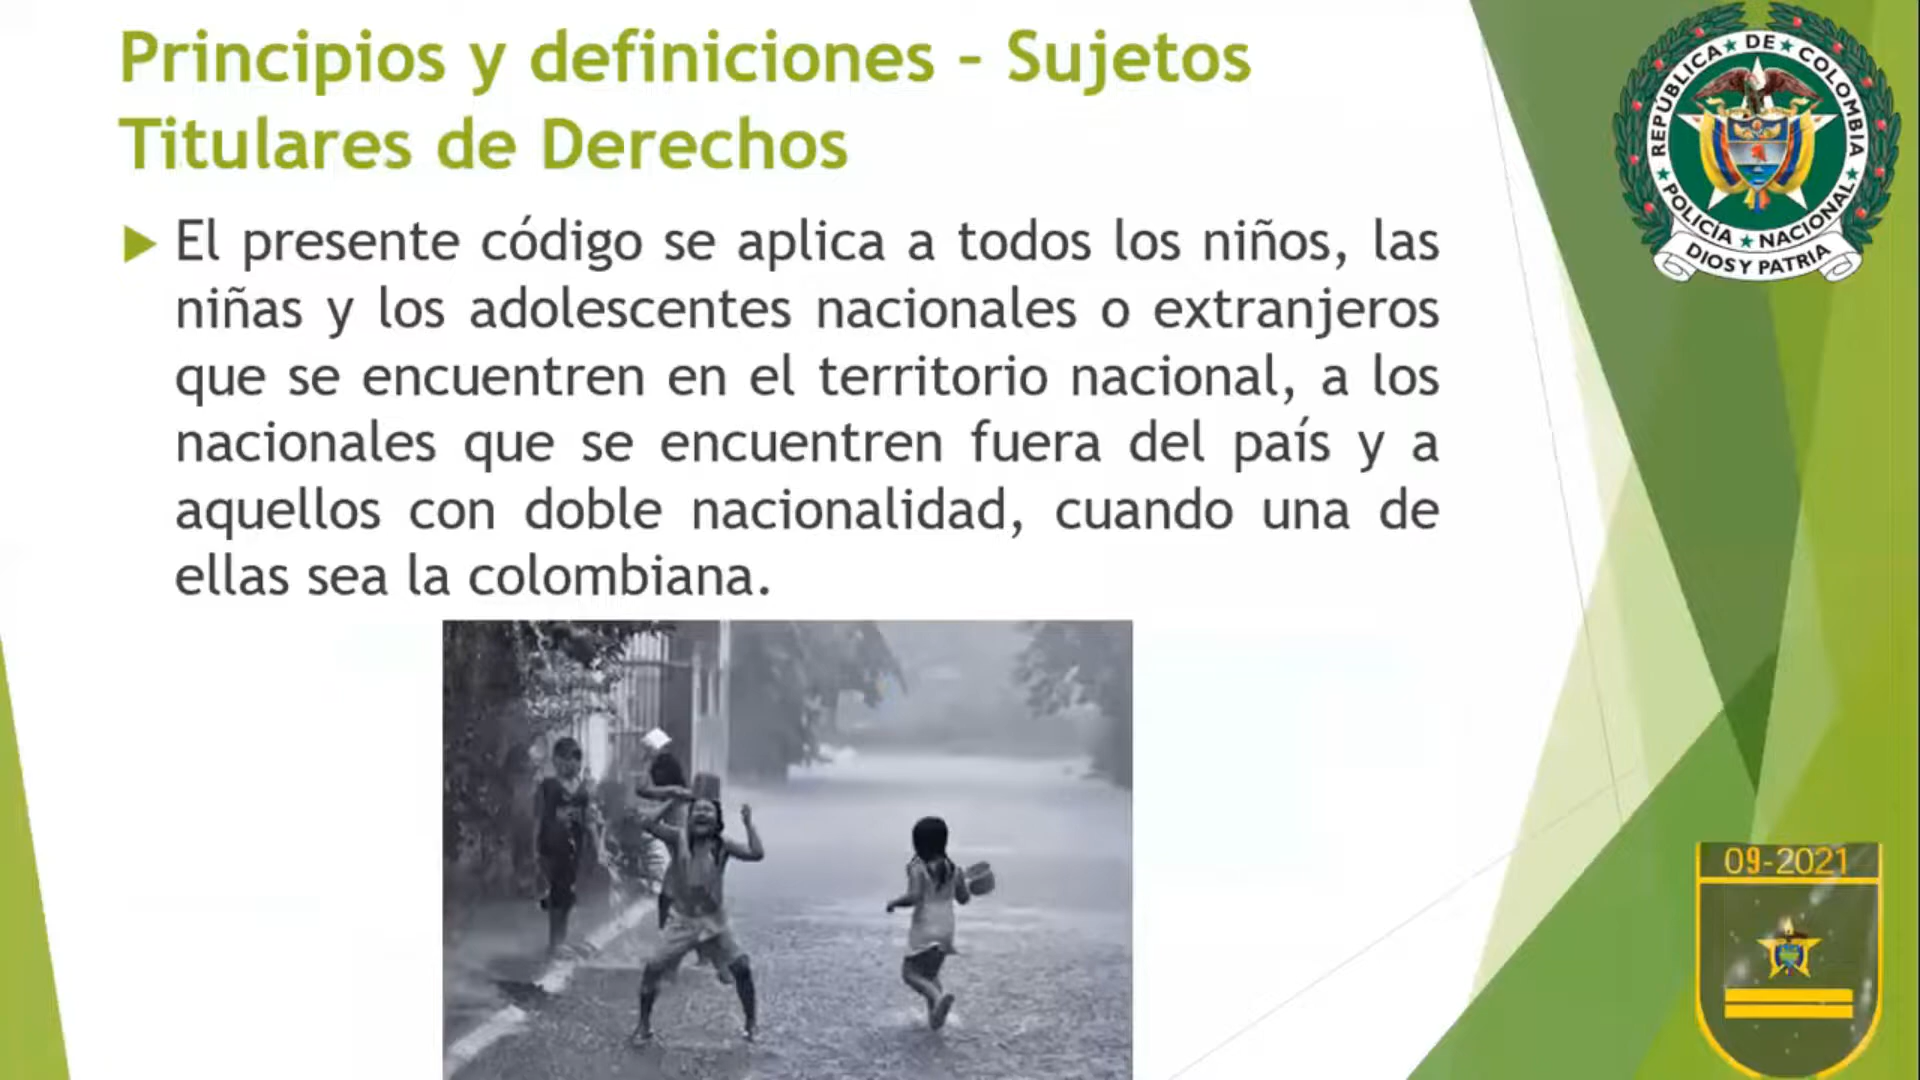 Principios y definiciones – Sujetos
Titulares de Derechos
El presente código se aplica a todos los niños, las
niñas y los adolescentes nacionales o extranjeros
que se encuentren en el territorio nacional, a los
nacionales que se encuentren fuera del país y a
aquellos con doble nacionalidad, cuando una de
ellas sea la colombiana.
REPÚBLICA DE COLOMBIA
POLICÍA NACIONAL
DIOS Y PATRIA
09-2021